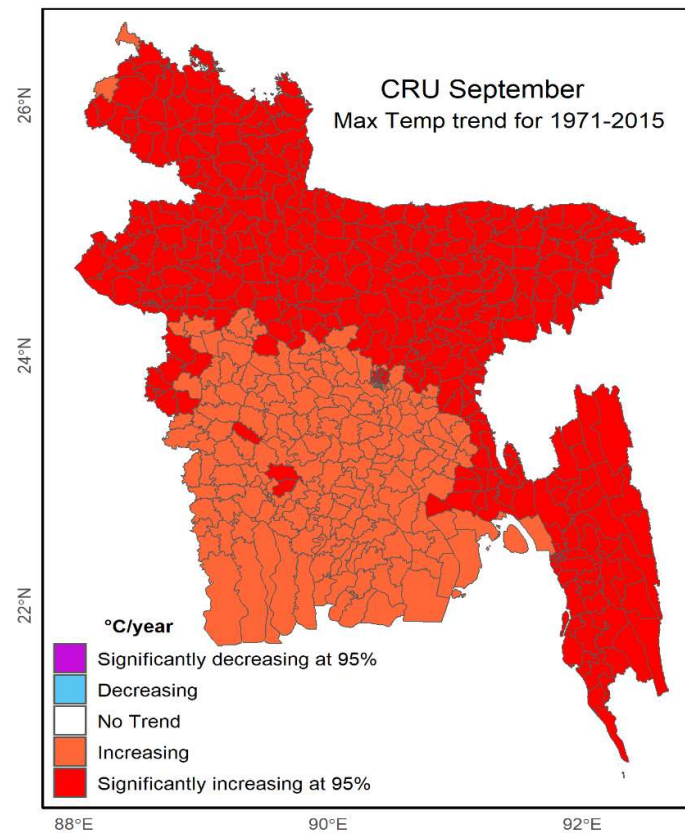 CRU September
Max Temp trend for 1971-2015
26°N
24°N
22°N
°C/year
Significantly decreasing at 95%
Decreasing
No Trend
Increasing
Significantly increasing at 95%
88°E
90°E
92°E